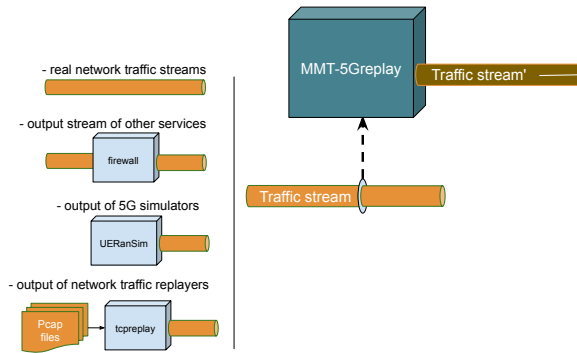 - real network traffic streams
- output stream of other services
firewall
- output of 5G simulators
UERanSim
- output of network traffic replayers
Pcap
files
tcpreplay
MMT-5Greplay
Traffic stream'
Traffic stream